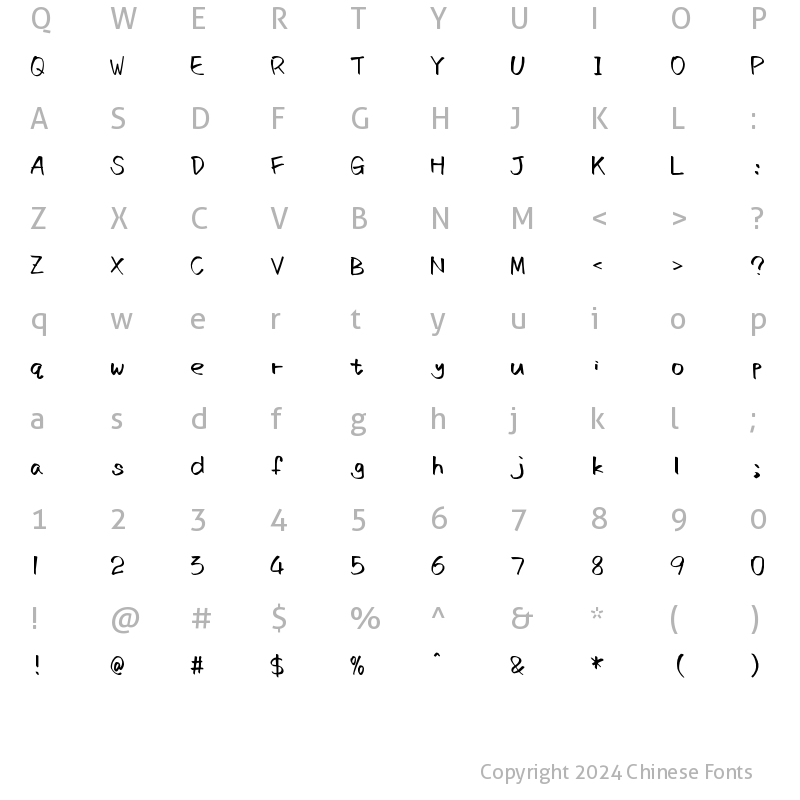 Q W E R T Y U I O P
Q W E R T Y U I O P
A S D F G H J K L :
A S D F G H J K L :
Z X C V B N M < > ?
Z X C V B N M < > ?
q w e r t y u i o p
q w e r t y u i o p
a s d f g h j k l ;
a s d f g h j k l ;
1 2 3 4 5 6 7 8 9 0
1 2 3 4 5 6 7 8 9 0
! @ # $ % ^ & * ( )
! @ # $ % ^ & * ( )
Copyright 2024 Chinese Fonts